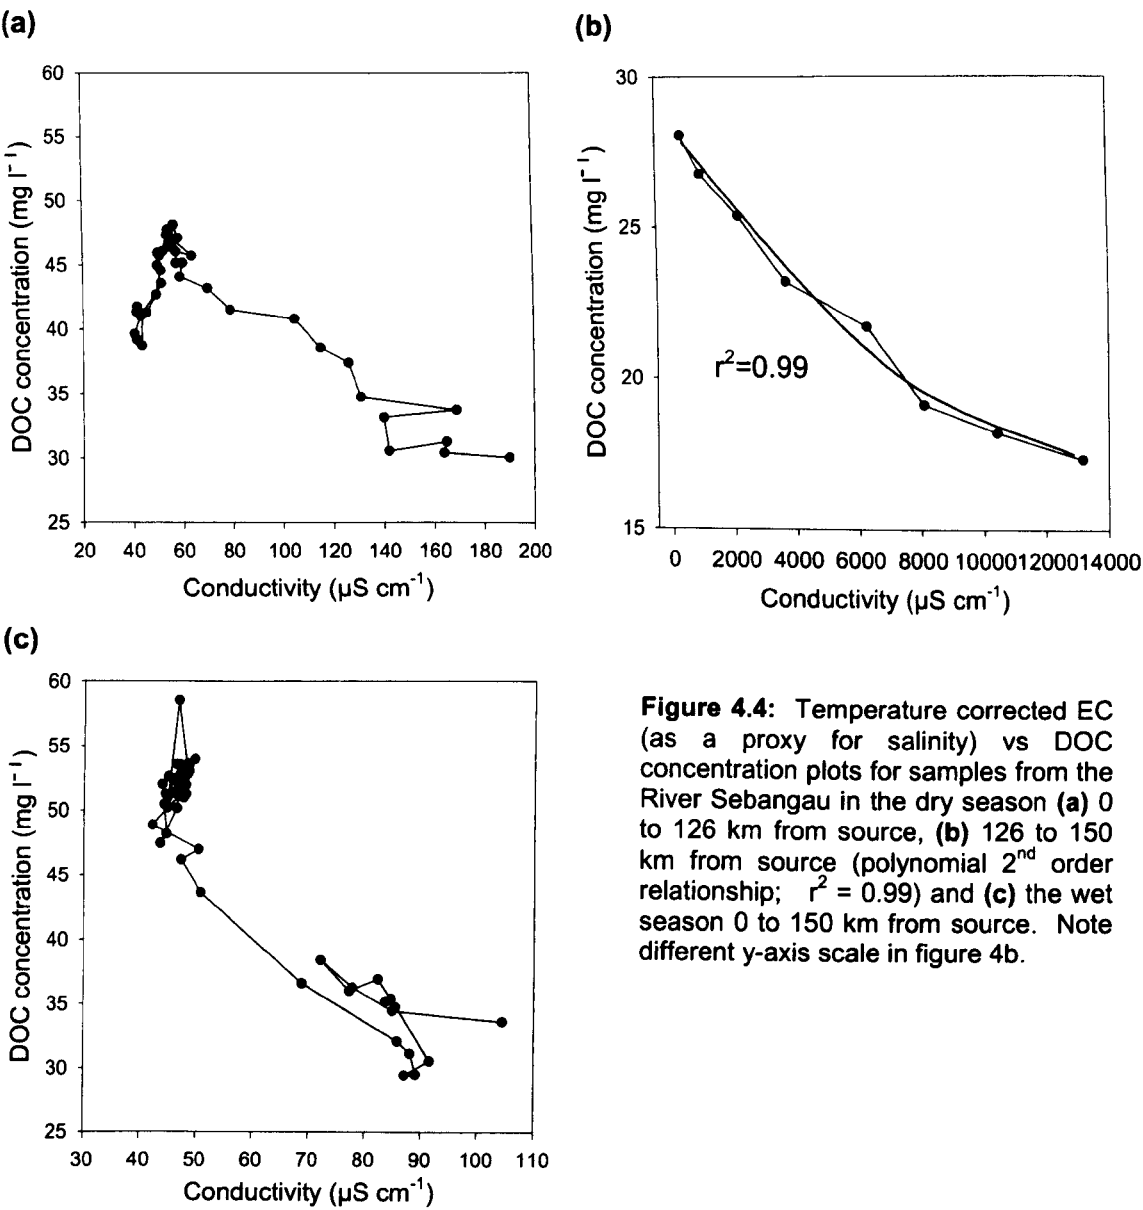 (a)
60
55
50
45
40
35
30
25
DOC concentration (mg l⁻¹)
20 40 60 80 100 120 140 160 180 200
Conductivity (µS cm⁻¹)
(b)
30
25
20
15
DOC concentration (mg l⁻¹)
r²=0.99
0 2000 4000 6000 8000 10000 12000 14000
Conductivity (µS cm⁻¹)
(c)
60
55
50
45
40
35
30
25
DOC concentration (mg l⁻¹)
30 40 50 60 70 80 90 100 110
Conductivity (µS cm⁻¹)
Figure 4.4: Temperature corrected EC
(as a proxy for salinity) vs DOC
concentration plots for samples from the
River Sebangau in the dry season (a) 0
to 126 km from source, (b) 126 to 150
km from source (polynomial 2ⁿᵈ order
relationship; r² = 0.99) and (c) the wet
season 0 to 150 km from source. Note
different y-axis scale in figure 4b.